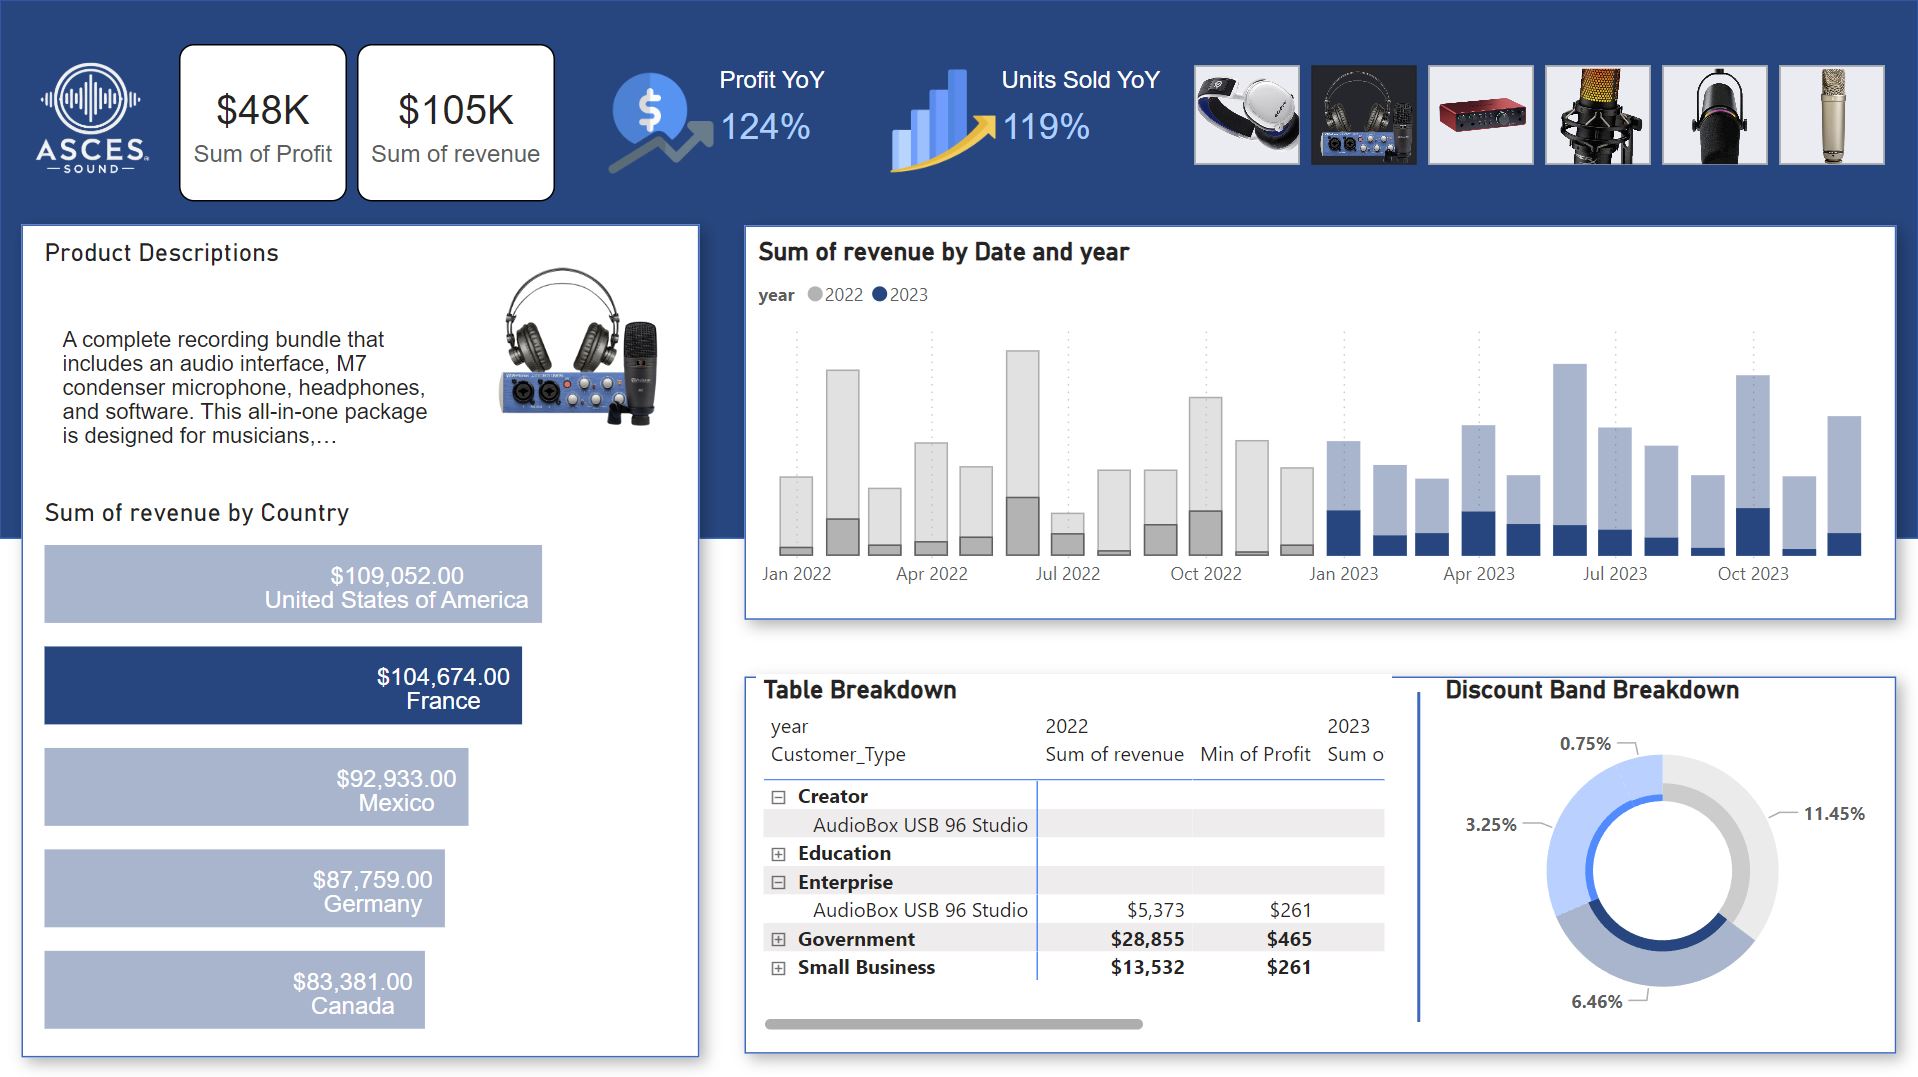 ASCES
SOUND
$48K
Sum of Profit
$105K
Sum of revenue
Profit YoY
124%
Units Sold YoY
119%
Product Descriptions
A complete recording bundle that
includes an audio interface, M7
condenser microphone, headphones,
and software. This all-in-one package
is designed for musicians,…
Sum of revenue by Country
$109,052.00
United States of America
$104,674.00
France
$92,933.00
Mexico
$87,759.00
Germany
$83,381.00
Canada
Sum of revenue by Date and year
year 2022 2023
Jan 2022 Apr 2022 Jul 2022 Oct 2022 Jan 2023 Apr 2023 Jul 2023 Oct 2023
Table Breakdown
year 2022 2023
Customer_Type Sum of revenue Min of Profit Sum o
Creator
AudioBox USB 96 Studio
Education
Enterprise
AudioBox USB 96 Studio $5,373 $261
Government $28,855 $465
Small Business $13,532 $261
Discount Band Breakdown
0.75%
11.45%
3.25%
6.46%